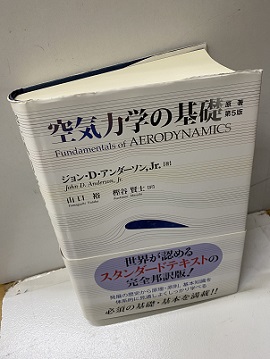 空気力学の基礎 原著第5版
Fundamentals of AERODYNAMICS
ジョン・D・アンダーソン,Jr.[著]
John D. Anderson, Jr.
山口 裕 樫谷賢士[訳]
世界が認める
スタンダードテキストの
完全邦訳版!
必須の基礎・基本を満載!!